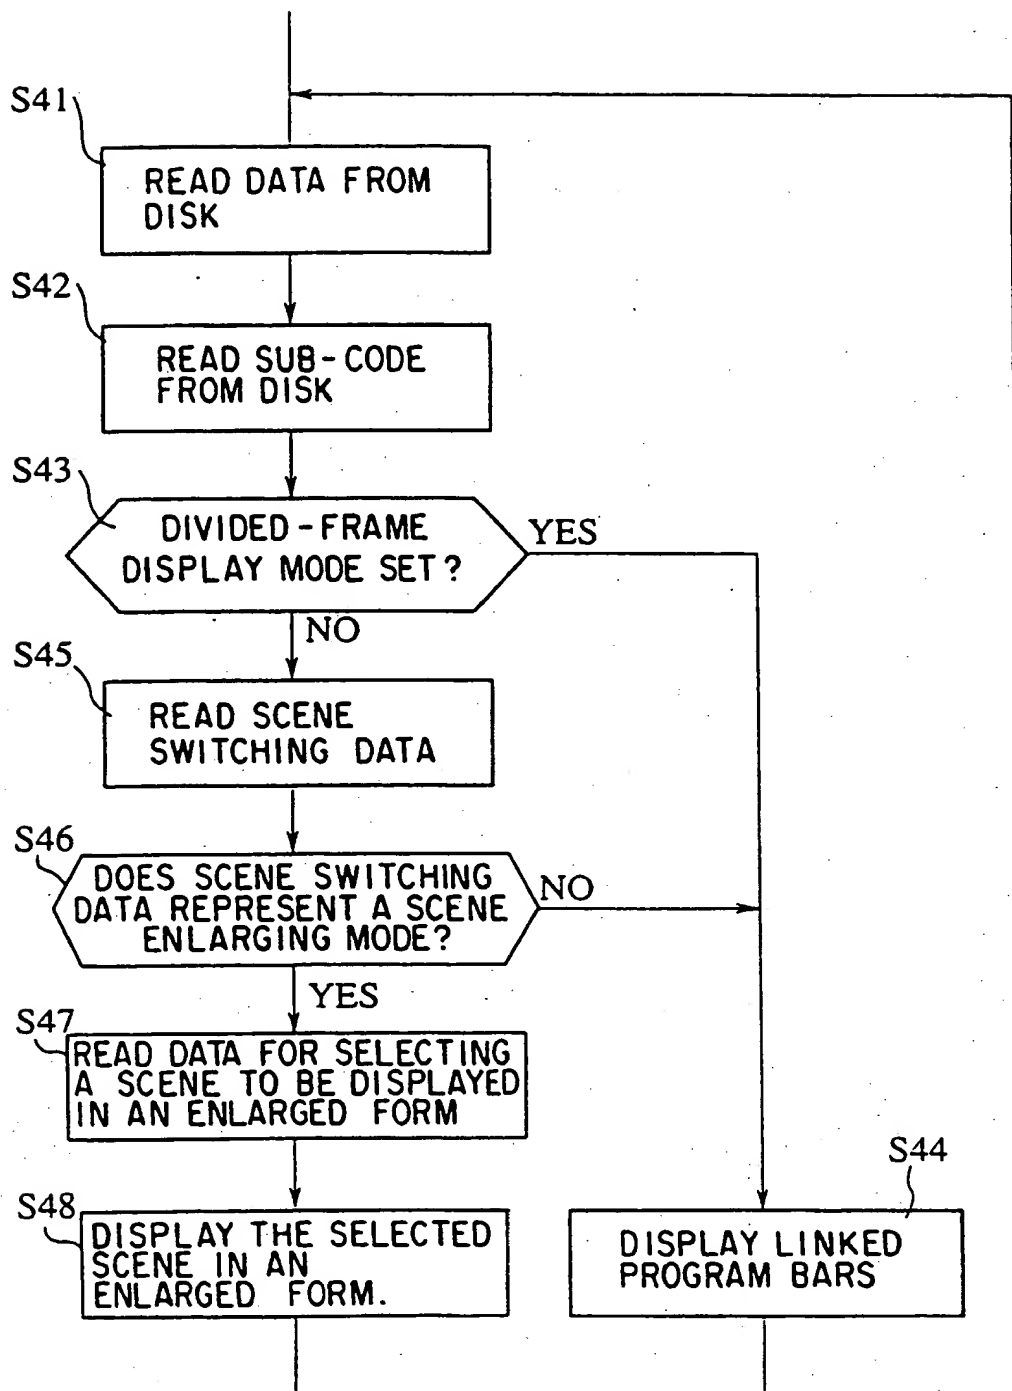 S41
READ DATA FROM
DISK
S42
READ SUB-CODE
FROM DISK
S43
DIVIDED-FRAME
DISPLAY MODE SET?
YES
NO
S45
READ SCENE
SWITCHING DATA
S46
DOES SCENE SWITCHING
DATA REPRESENT A SCENE
ENLARGING MODE?
NO
YES
S47
READ DATA FOR SELECTING
A SCENE TO BE DISPLAYED
IN AN ENLARGED FORM
S48
DISPLAY THE SELECTED
SCENE IN AN
ENLARGED FORM.
S44
DISPLAY LINKED
PROGRAM BARS